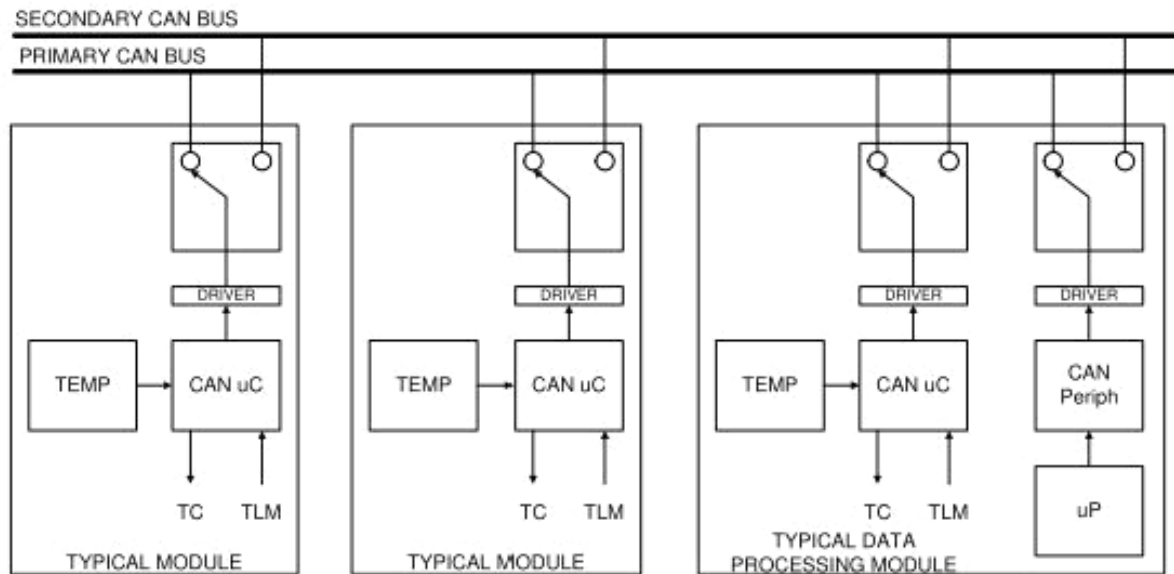 SECONDARY CAN BUS
PRIMARY CAN BUS
DRIVER
DRIVER
DRIVER
DRIVER
TEMP
CAN uC
TEMP
CAN uC
TEMP
CAN uC
CAN
Periph
TC
TLM
TC
TLM
TC
TLM
uP
TYPICAL MODULE
TYPICAL MODULE
TYPICAL DATA
PROCESSING MODULE